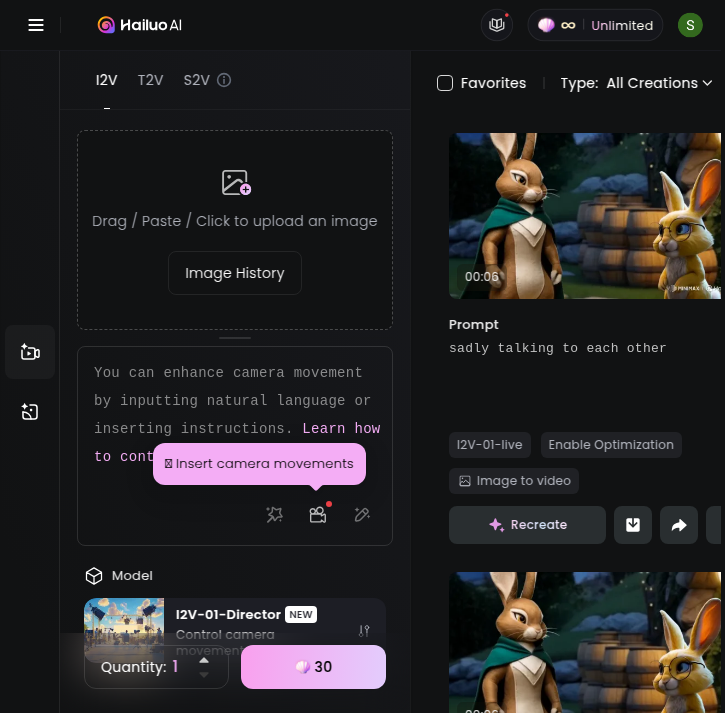 Hailuo AI
Unlimited
S
I2V T2V S2V
Favorites
Type: All Creations
Drag / Paste / Click to upload an image
Image History
00:06
MINIMAX
Prompt
sadly talking to each other
You can enhance camera movement
by inputting natural language or
inserting instructions. Learn how
to cont
Insert camera movements
I2V-01-live
Enable Optimization
Image to video
Recreate
Model
I2V-01-Director NEW
Control camera
movement
Quantity: 1
30
00:06